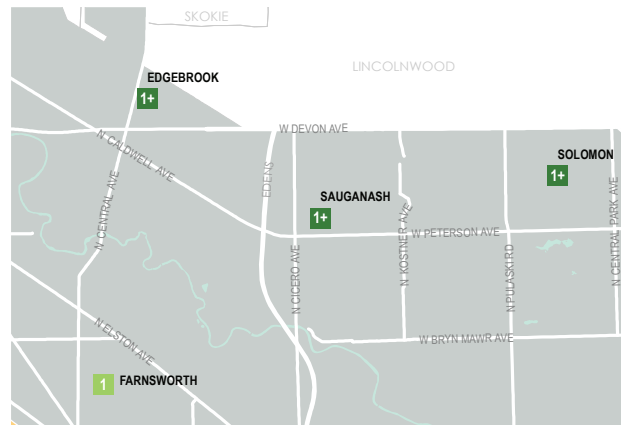 SKOKIE
LINCOLNWOOD
EDGEBROOK
1+
W DEVON AVE
N CALDWELL AVE
SOLOMON
1+
EDENS
SAUGANASH
1+
N CENTRAL AVE
N KOSTNER AVE
W PETERSON AVE
N CENTRAL PARK AVE
N CICERO AVE
N PULASKI RD
N ELSTON AVE
W BRYN MAWR AVE
1
FARNSWORTH